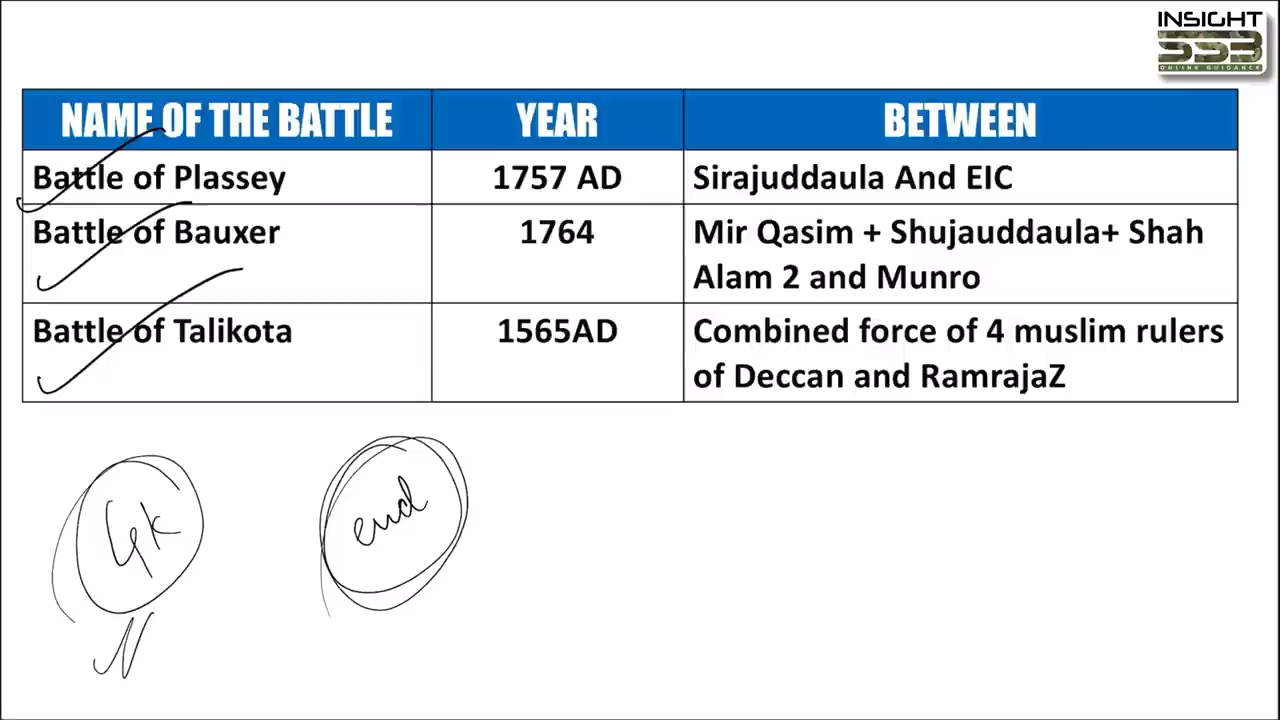 INSIGHT
SSB
ONLINE GUIDANCE
NAME OF THE BATTLE YEAR BETWEEN
Battle of Plassey 1757 AD Sirajuddaula And EIC
Battle of Bauxer 1764 Mir Qasim + Shujauddaula+ Shah
Alam 2 and Munro
Battle of Talikota 1565AD Combined force of 4 muslim rulers
of Deccan and RamrajaZ
GK end
N